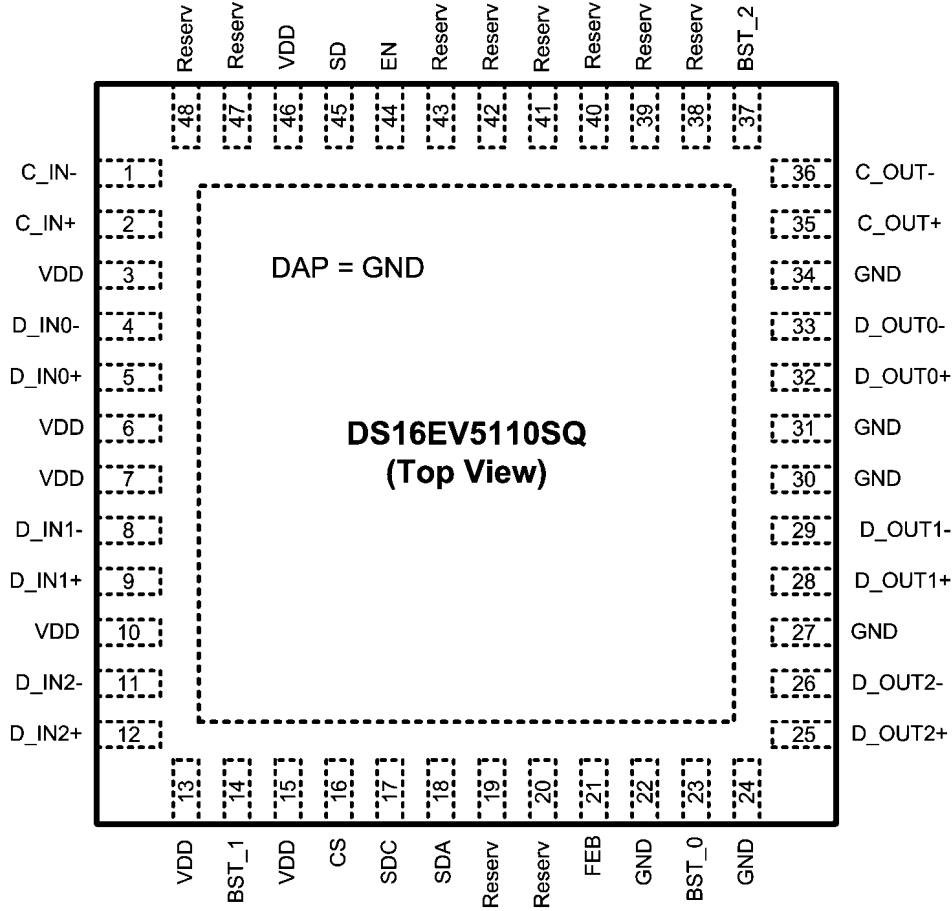 Reserv Reserv VDD SD EN Reserv Reserv Reserv Reserv Reserv Reserv BST_2
48 47 46 45 44 43 42 41 40 39 38 37
C_IN- 1 36 C_OUT-
C_IN+ 2 35 C_OUT+
VDD 3 34 GND
DAP = GND
D_IN0- 4 33 D_OUT0-
D_IN0+ 5 32 D_OUT0+
VDD 6 31 GND
DS16EV5110SQ
(Top View)
VDD 7 30 GND
D_IN1- 8 29 D_OUT1-
D_IN1+ 9 28 D_OUT1+
VDD 10 27 GND
D_IN2- 11 26 D_OUT2-
D_IN2+ 12 25 D_OUT2+
13 14 15 16 17 18 19 20 21 22 23 24
VDD BST_1 VDD CS SDC SDA Reserv Reserv FEB GND BST_0 GND